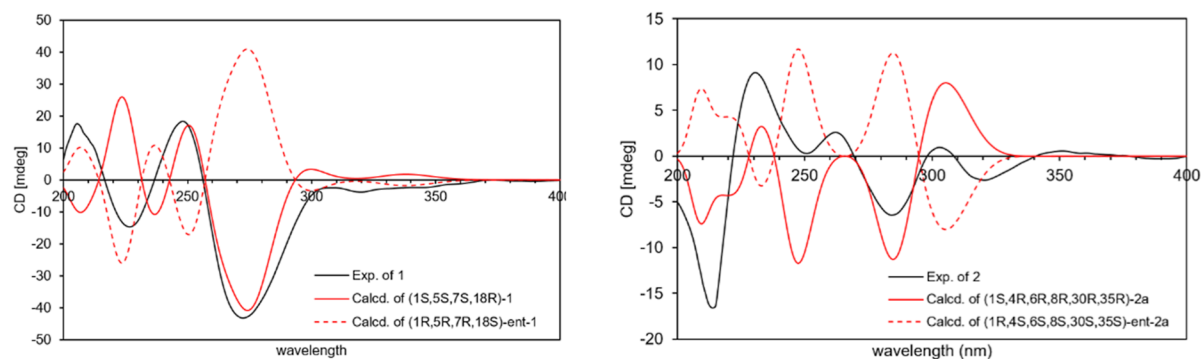 CD [mdeg]
50
40
30
20
10
0
-10
-20
-30
-40
-50
200
250
300
350
400
Exp. of 1
Calcd. of (1S,5S,7S,18R)-1
Calcd. of (1R,5R,7R,18S)-ent-1
wavelength
CD [mdeg]
15
10
5
0
-5
-10
-15
-20
200
250
300
350
400
Exp. of 2
Calcd. of (1S,4R,6R,8R,30R,35R)-2a
Calcd. of (1R,4S,6S,8S,30S,35S)-ent-2a
wavelength (nm)